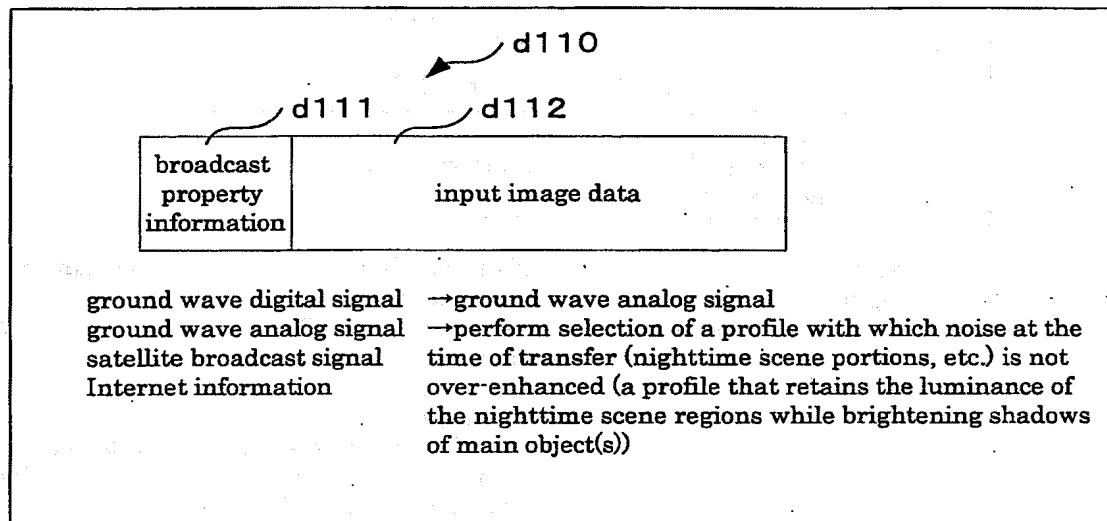 d110
d111
d112
broadcast
property
information
input image data
ground wave digital signal →ground wave analog signal
ground wave analog signal →perform selection of a profile with which noise at the
satellite broadcast signal time of transfer (nighttime scene portions, etc.) is not
Internet information over-enhanced (a profile that retains the luminance of
the nighttime scene regions while brightening shadows
of main object(s))